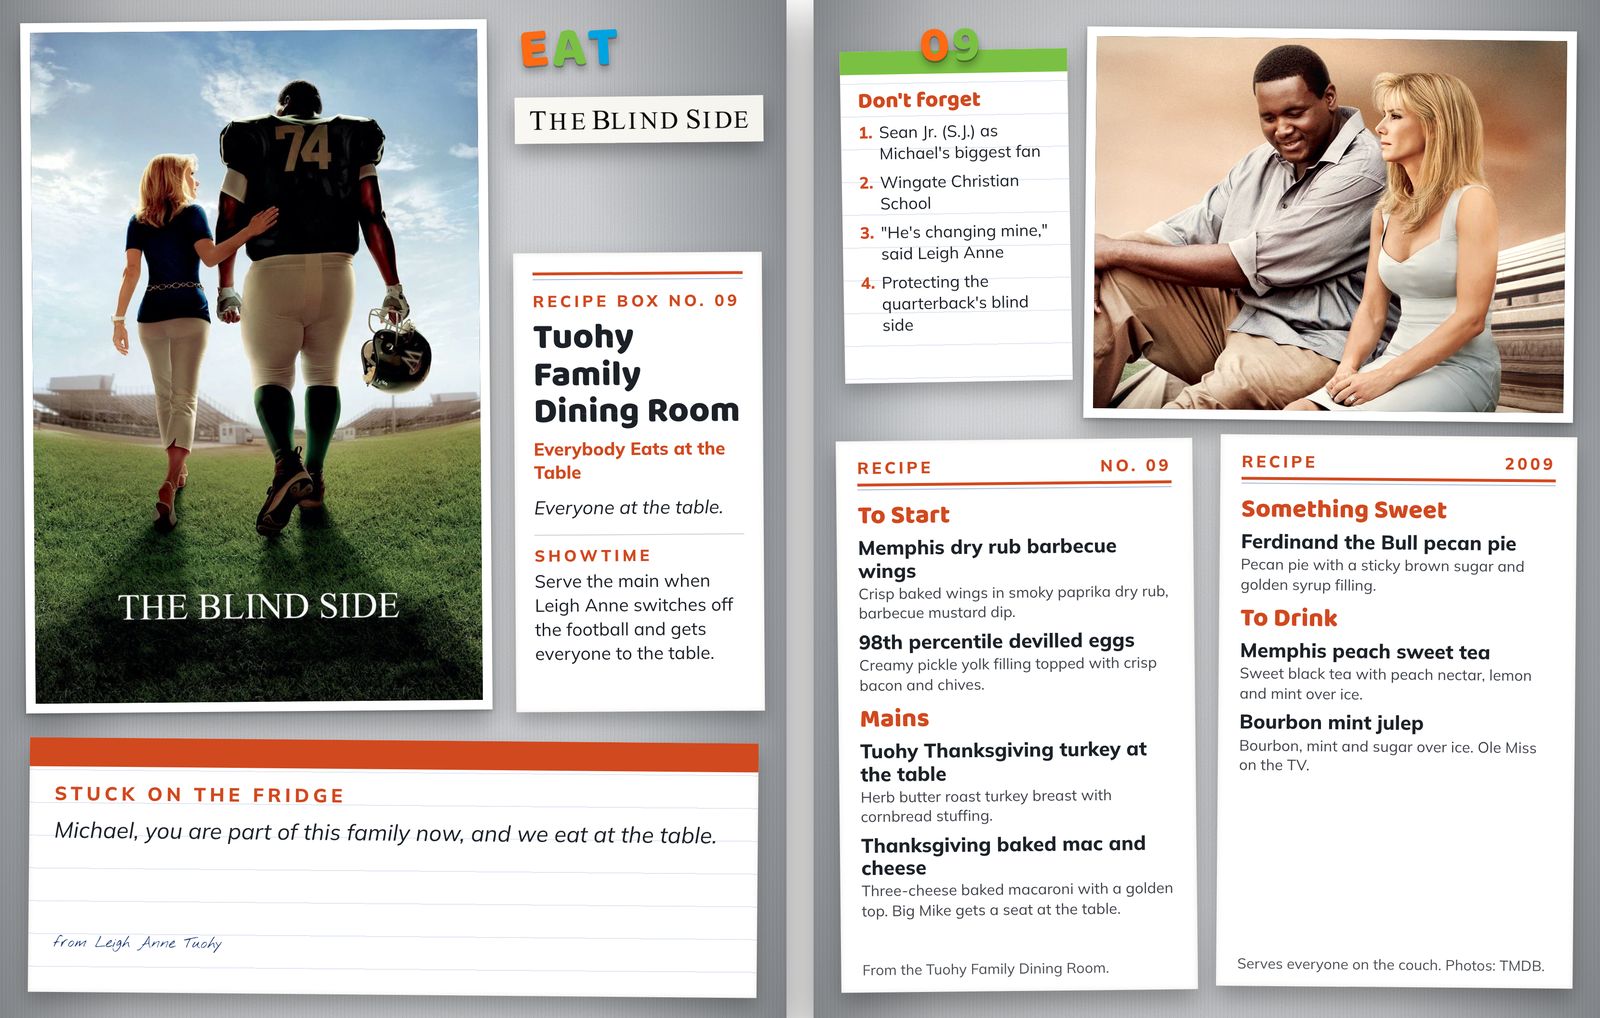 74
THE BLIND SIDE
EAT
THE BLIND SIDE
RECIPE BOX NO. 09
Tuohy
Family
Dining Room
Everybody Eats at the
Table
Everyone at the table.
SHOWTIME
Serve the main when
Leigh Anne switches off
the football and gets
everyone to the table.
STUCK ON THE FRIDGE
Michael, you are part of this family now, and we eat at the table.
from Leigh Anne Tuohy
09
Don't forget
1. Sean Jr. (S.J.) as
Michael's biggest fan
2. Wingate Christian
School
3. "He's changing mine,"
said Leigh Anne
4. Protecting the
quarterback's blind
side
RECIPE NO. 09
To Start
Memphis dry rub barbecue
wings
Crisp baked wings in smoky paprika dry rub,
barbecue mustard dip.
98th percentile devilled eggs
Creamy pickle yolk filling topped with crisp
bacon and chives.
Mains
Tuohy Thanksgiving turkey at
the table
Herb butter roast turkey breast with
cornbread stuffing.
Thanksgiving baked mac and
cheese
Three-cheese baked macaroni with a golden
top. Big Mike gets a seat at the table.
From the Tuohy Family Dining Room.
RECIPE 2009
Something Sweet
Ferdinand the Bull pecan pie
Pecan pie with a sticky brown sugar and
golden syrup filling.
To Drink
Memphis peach sweet tea
Sweet black tea with peach nectar, lemon
and mint over ice.
Bourbon mint julep
Bourbon, mint and sugar over ice. Ole Miss
on the TV.
Serves everyone on the couch. Photos: TMDB.